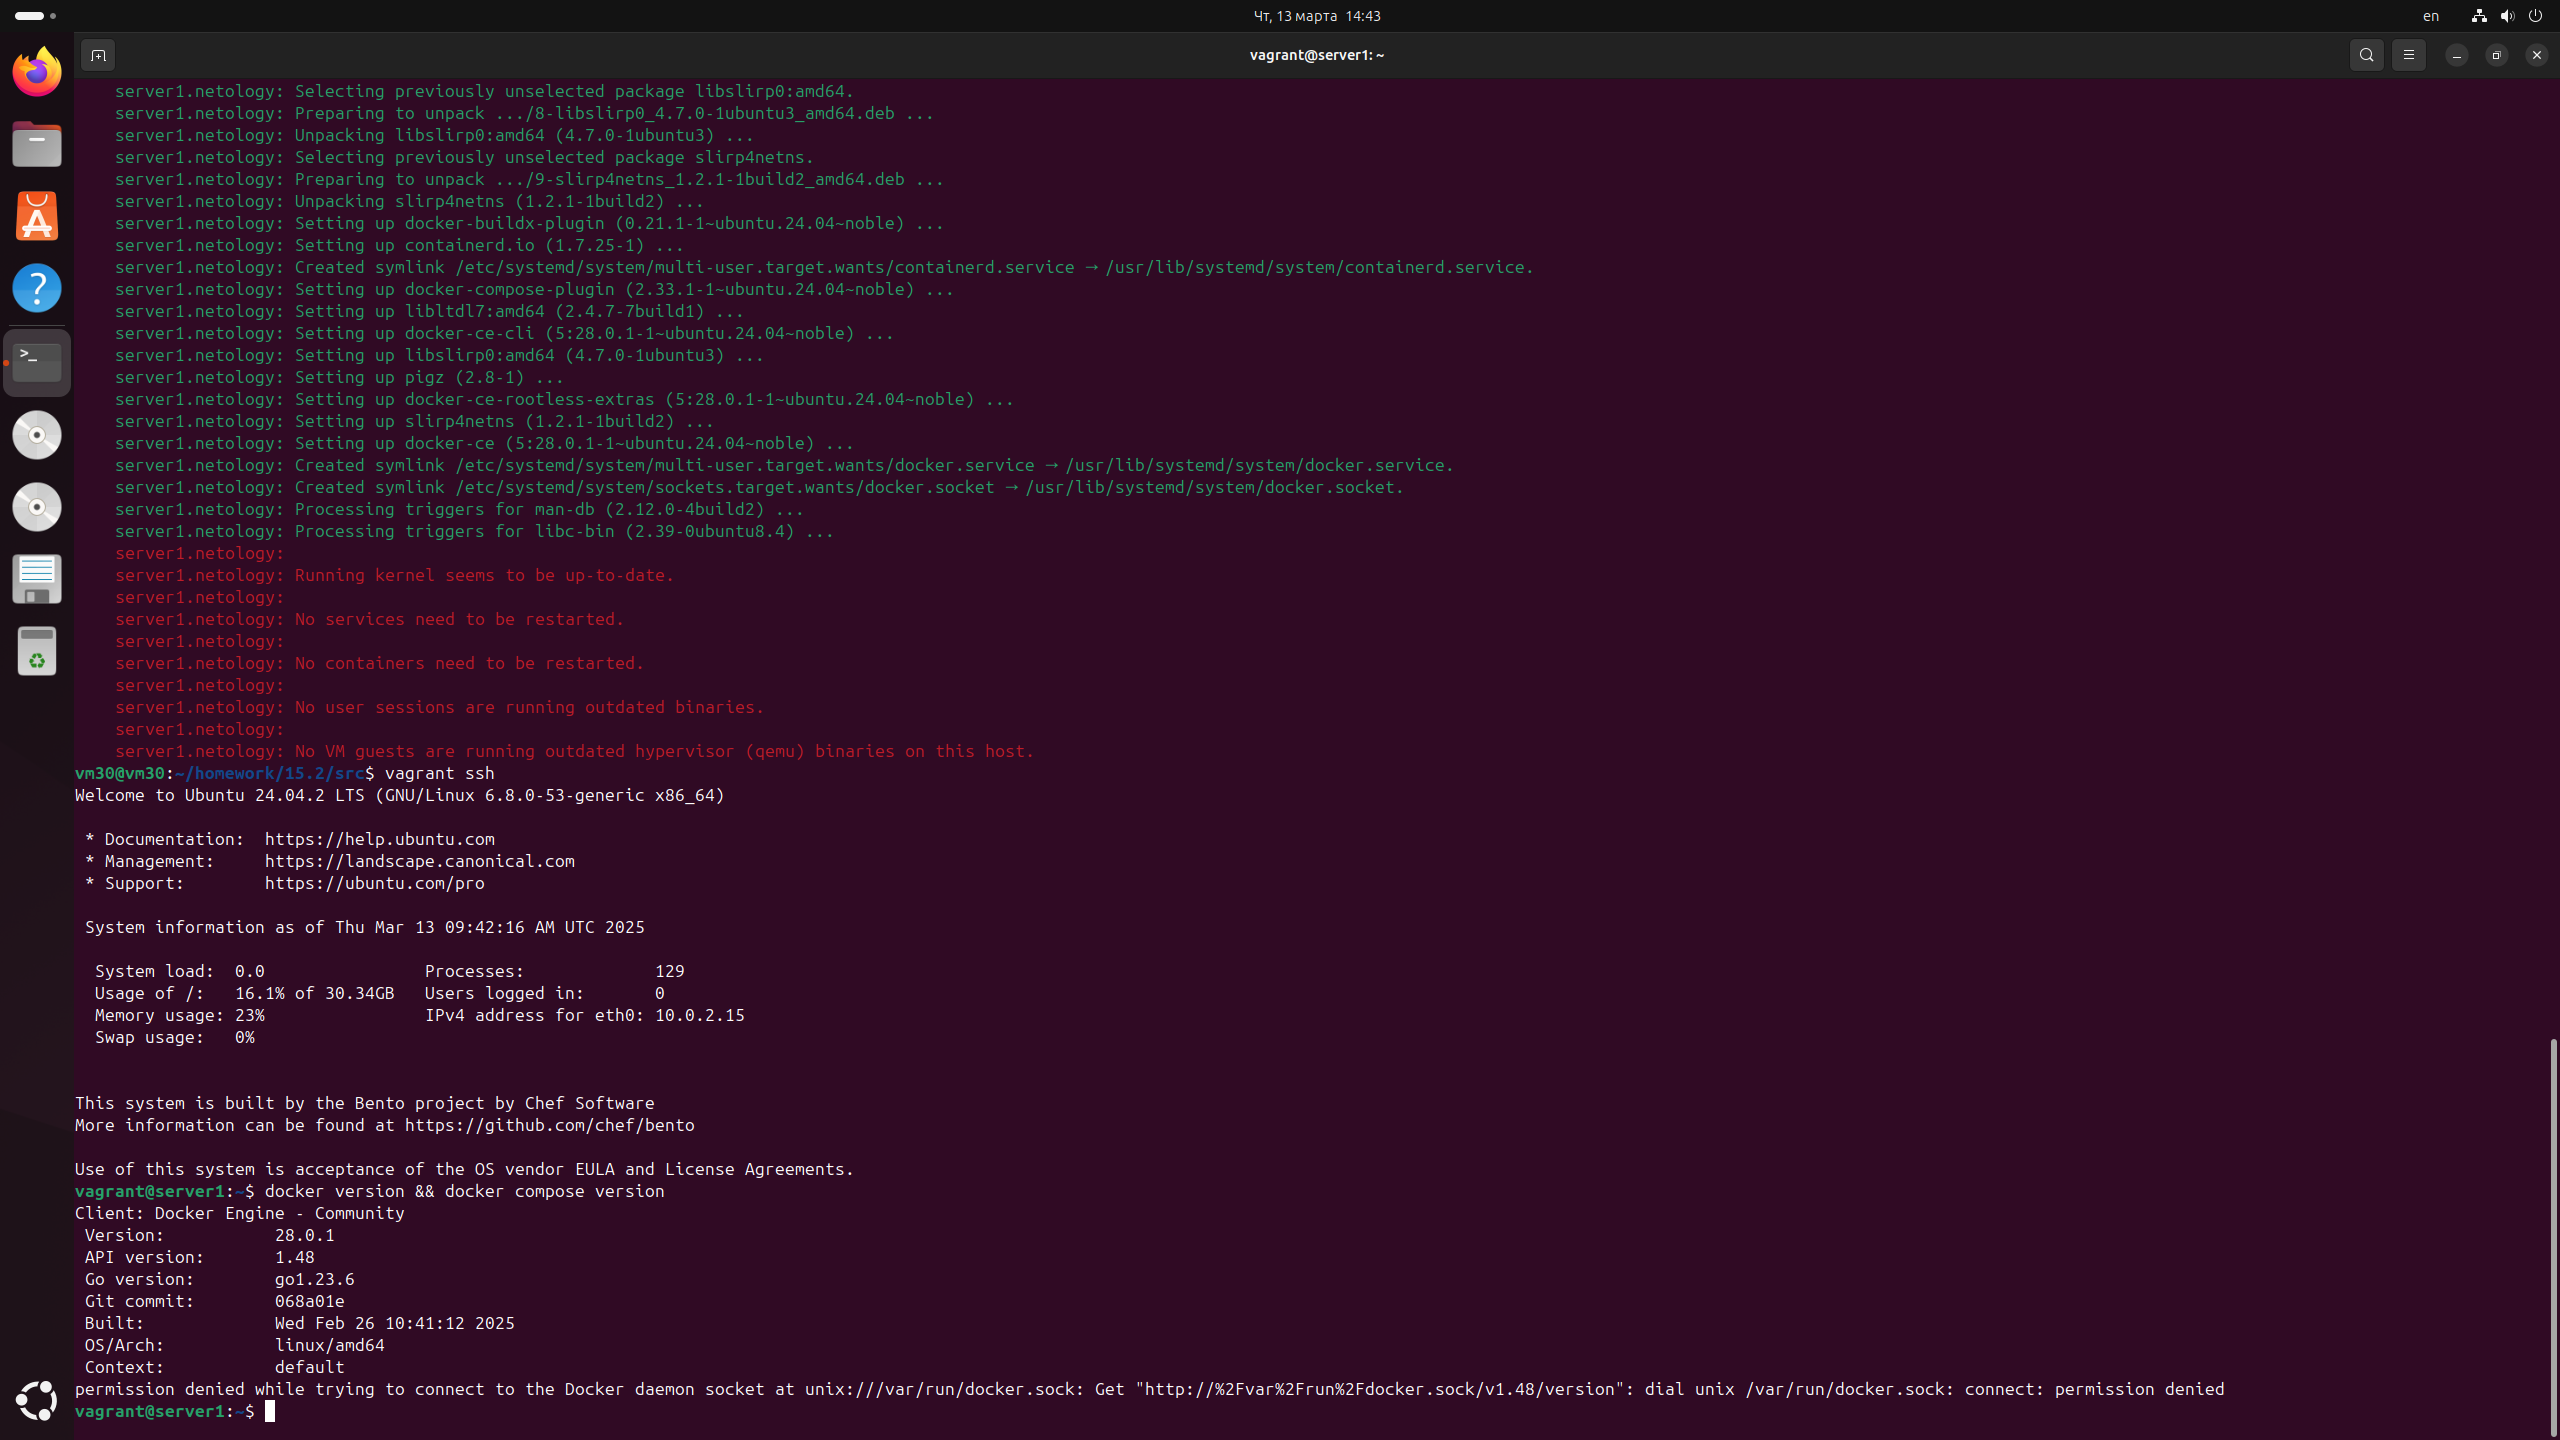 Чт, 13 марта 14:43
en
vagrant@server1: ~
server1.netology: Selecting previously unselected package libslirp0:amd64.
server1.netology: Preparing to unpack .../8-libslirp0_4.7.0-1ubuntu3_amd64.deb ...
server1.netology: Unpacking libslirp0:amd64 (4.7.0-1ubuntu3) ...
server1.netology: Selecting previously unselected package slirp4netns.
server1.netology: Preparing to unpack .../9-slirp4netns_1.2.1-1build2_amd64.deb ...
server1.netology: Unpacking slirp4netns (1.2.1-1build2) ...
server1.netology: Setting up docker-buildx-plugin (0.21.1-1~ubuntu.24.04~noble) ...
server1.netology: Setting up containerd.io (1.7.25-1) ...
server1.netology: Created symlink /etc/systemd/system/multi-user.target.wants/containerd.service → /usr/lib/systemd/system/containerd.service.
server1.netology: Setting up docker-compose-plugin (2.33.1-1~ubuntu.24.04~noble) ...
server1.netology: Setting up libltdl7:amd64 (2.4.7-7build1) ...
server1.netology: Setting up docker-ce-cli (5:28.0.1-1~ubuntu.24.04~noble) ...
server1.netology: Setting up libslirp0:amd64 (4.7.0-1ubuntu3) ...
server1.netology: Setting up pigz (2.8-1) ...
server1.netology: Setting up docker-ce-rootless-extras (5:28.0.1-1~ubuntu.24.04~noble) ...
server1.netology: Setting up slirp4netns (1.2.1-1build2) ...
server1.netology: Setting up docker-ce (5:28.0.1-1~ubuntu.24.04~noble) ...
server1.netology: Created symlink /etc/systemd/system/multi-user.target.wants/docker.service → /usr/lib/systemd/system/docker.service.
server1.netology: Created symlink /etc/systemd/system/sockets.target.wants/docker.socket → /usr/lib/systemd/system/docker.socket.
server1.netology: Processing triggers for man-db (2.12.0-4build2) ...
server1.netology: Processing triggers for libc-bin (2.39-0ubuntu8.4) ...
server1.netology:
server1.netology: Running kernel seems to be up-to-date.
server1.netology:
server1.netology: No services need to be restarted.
server1.netology:
server1.netology: No containers need to be restarted.
server1.netology:
server1.netology: No user sessions are running outdated binaries.
server1.netology:
server1.netology: No VM guests are running outdated hypervisor (qemu) binaries on this host.
vm30@vm30:~/homework/15.2/src$ vagrant ssh
Welcome to Ubuntu 24.04.2 LTS (GNU/Linux 6.8.0-53-generic x86_64)
* Documentation: https://help.ubuntu.com
* Management: https://landscape.canonical.com
* Support: https://ubuntu.com/pro
System information as of Thu Mar 13 09:42:16 AM UTC 2025
System load: 0.0 Processes: 129
Usage of /: 16.1% of 30.34GB Users logged in: 0
Memory usage: 23% IPv4 address for eth0: 10.0.2.15
Swap usage: 0%
This system is built by the Bento project by Chef Software
More information can be found at https://github.com/chef/bento
Use of this system is acceptance of the OS vendor EULA and License Agreements.
vagrant@server1:~$ docker version && docker compose version
Client: Docker Engine - Community
Version: 28.0.1
API version: 1.48
Go version: go1.23.6
Git commit: 068a01e
Built: Wed Feb 26 10:41:12 2025
OS/Arch: linux/amd64
Context: default
permission denied while trying to connect to the Docker daemon socket at unix:///var/run/docker.sock: Get "http://%2Fvar%2Frun%2Fdocker.sock/v1.48/version": dial unix /var/run/docker.sock: connect: permission denied
vagrant@server1:~$